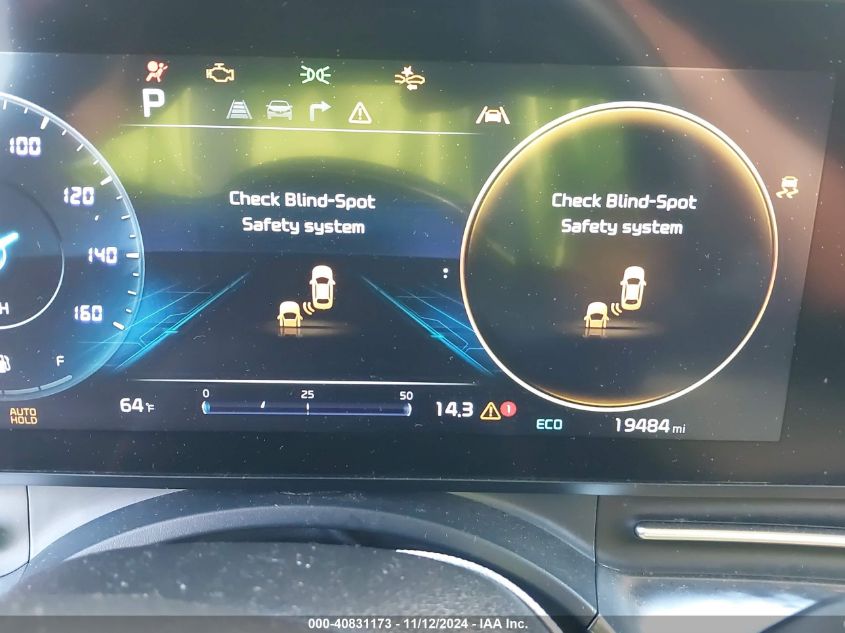 P
100
120
140
160
H
F
AUTO
HOLD
Check Blind-Spot
Safety system
Check Blind-Spot
Safety system
64°F
0 25 50
14.3
1
ECO
19484 mi
000-40831173 - 11/12/2024 - IAA Inc.